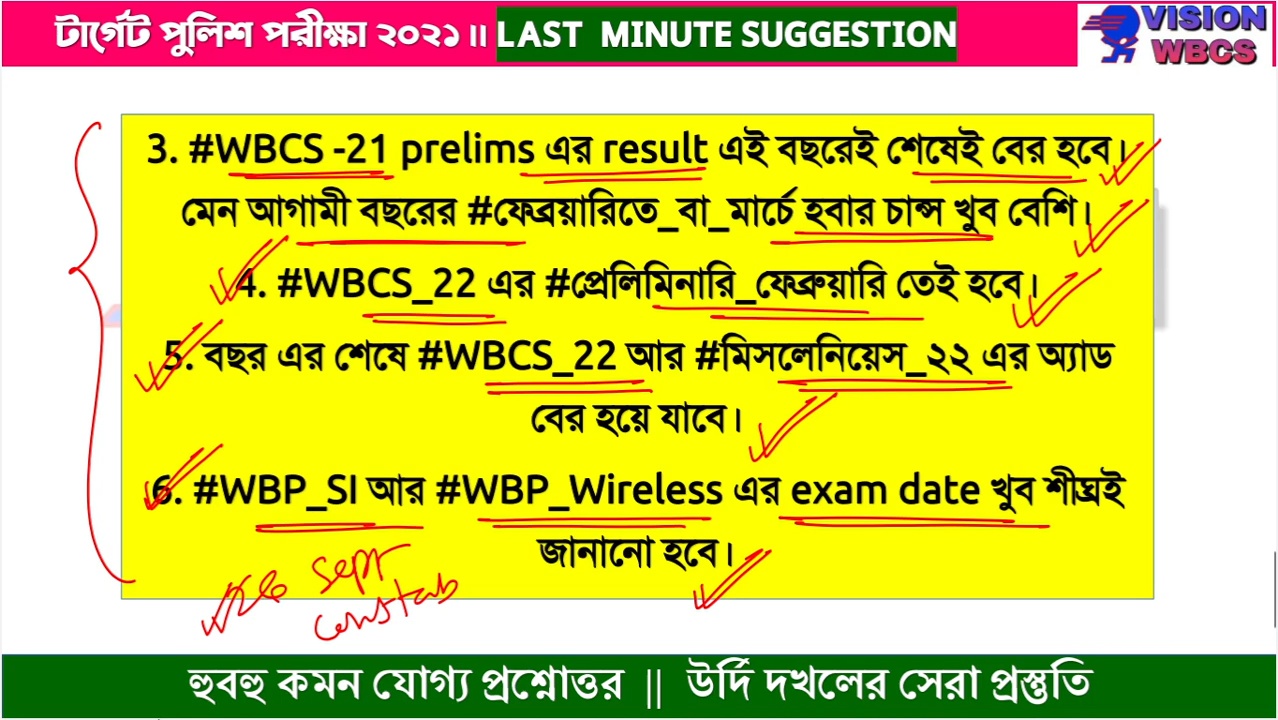 টার্গেট পুলিশ পরীক্ষা ২০২১॥ LAST MINUTE SUGGESTION
VISION
WBCS
3. #WBCS -21 prelims এর result এই বছরেই শেষেই বের হবে।
মেন আগামী বছরের #ফেব্রয়ারিতে_বা_মার্চে হবার চান্স খুব বেশি।
4. #WBCS_22 এর #প্রেলিমিনারি_ফেব্রুয়ারি তেই হবে।
5. বছর এর শেষে #WBCS_22 আর #মিসলেনিয়েস_২২ এর অ্যাড
বের হয়ে যাবে।
6. #WBP_SI আর #WBP_Wireless এর exam date খুব শীঘ্রই
জানানো হবে।
Sept
constab
হুবহু কমন যোগ্য প্রশ্নোত্তর || উর্দি দখলের সেরা প্রস্তুতি